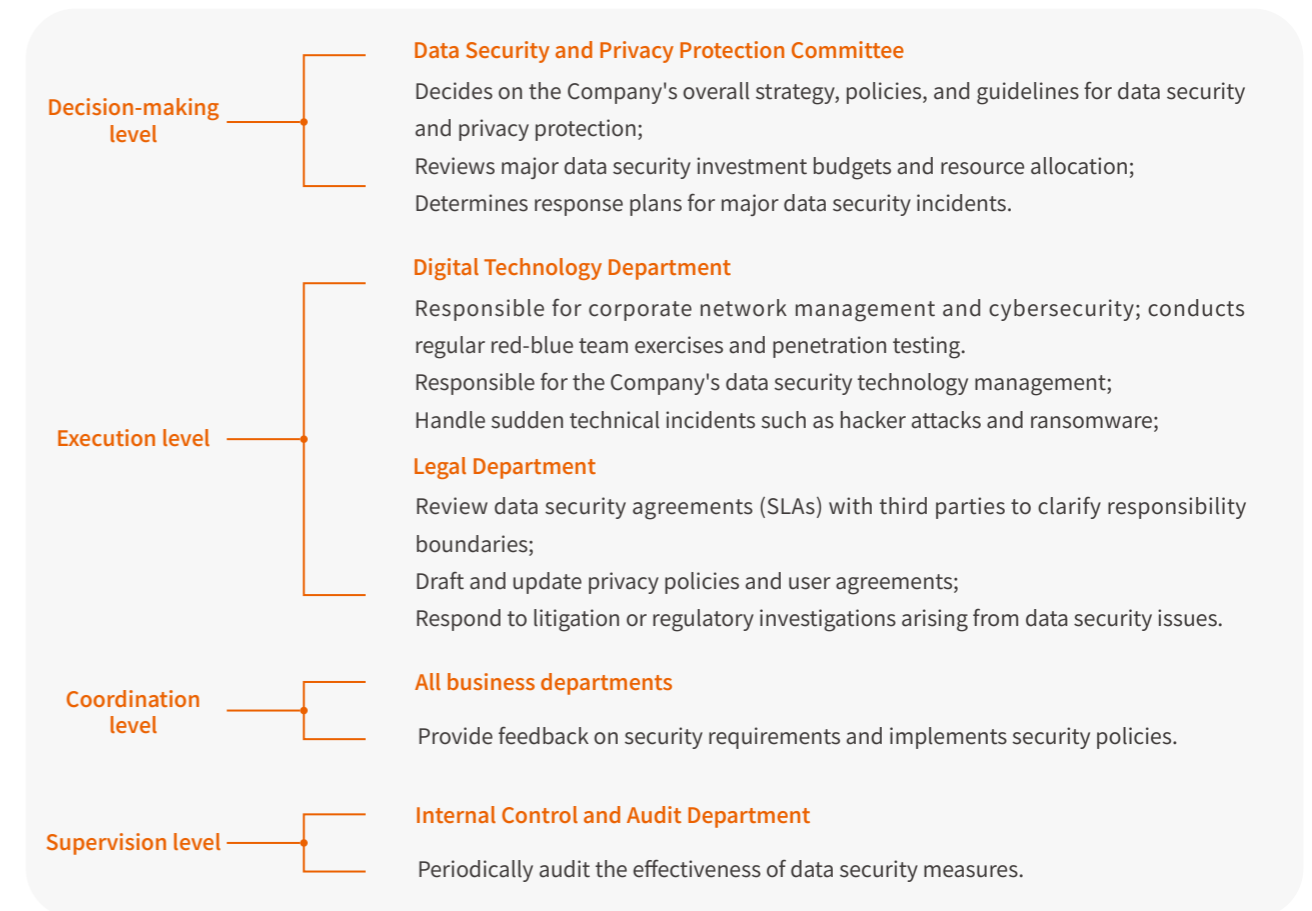 Decision-making
level
Data Security and Privacy Protection Committee
Decides on the Company's overall strategy, policies, and guidelines for data security
and privacy protection;
Reviews major data security investment budgets and resource allocation;
Determines response plans for major data security incidents.
Execution level
Digital Technology Department
Responsible for corporate network management and cybersecurity; conducts
regular red-blue team exercises and penetration testing.
Responsible for the Company's data security technology management;
Handle sudden technical incidents such as hacker attacks and ransomware;
Legal Department
Review data security agreements (SLAs) with third parties to clarify responsibility
boundaries;
Draft and update privacy policies and user agreements;
Respond to litigation or regulatory investigations arising from data security issues.
Coordination
level
All business departments
Provide feedback on security requirements and implements security policies.
Supervision level
Internal Control and Audit Department
Periodically audit the effectiveness of data security measures.